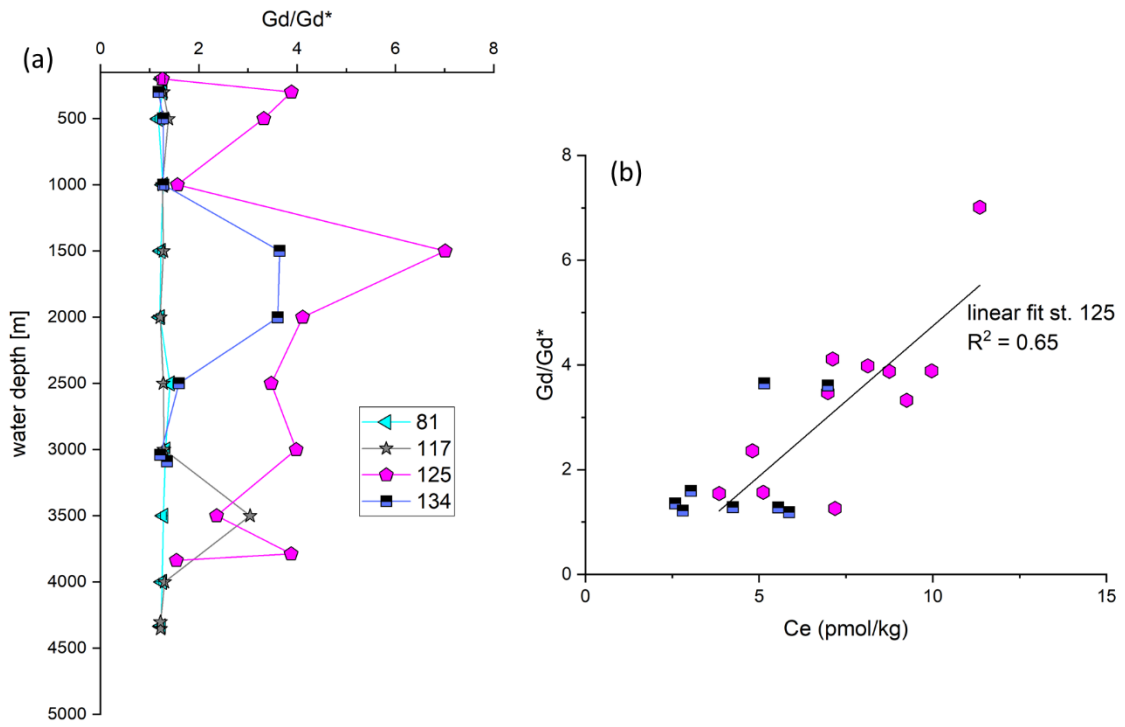 (a)
Gd/Gd*
0 2 4 6 8
500
1000
1500
2000
2500
3000
3500
4000
4500
5000
water depth [m]
81
117
125
134
(b)
8
6
4
2
0
Gd/Gd*
linear fit st. 125
R² = 0.65
0 5 10 15
Ce (pmol/kg)